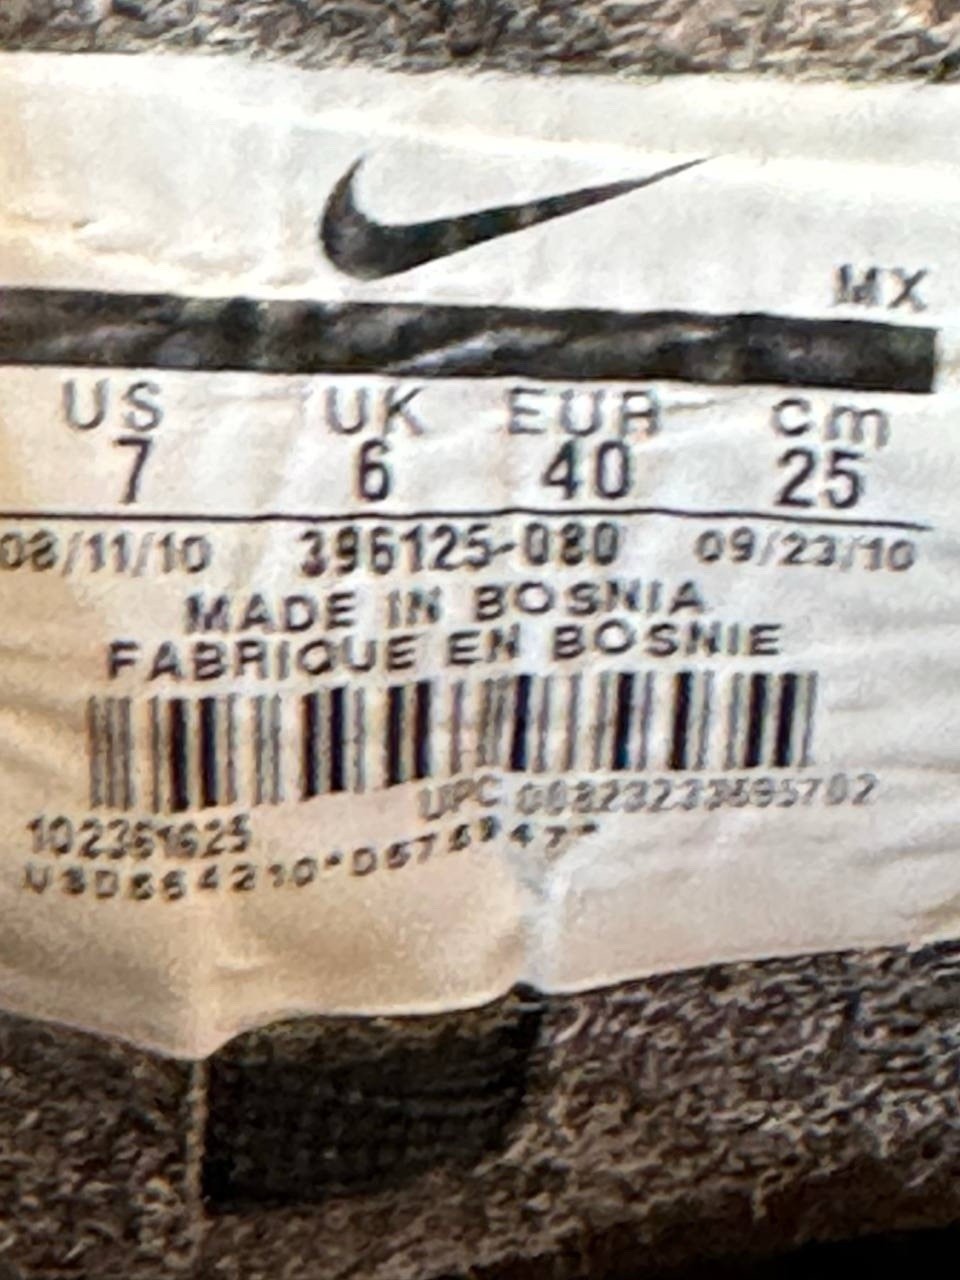 MX
US UK EUR cm
7 6 40 25
08/11/10 396125-080 09/23/10
MADE IN BOSNIA
FABRIQUE EN BOSNIE
UPC
102361625